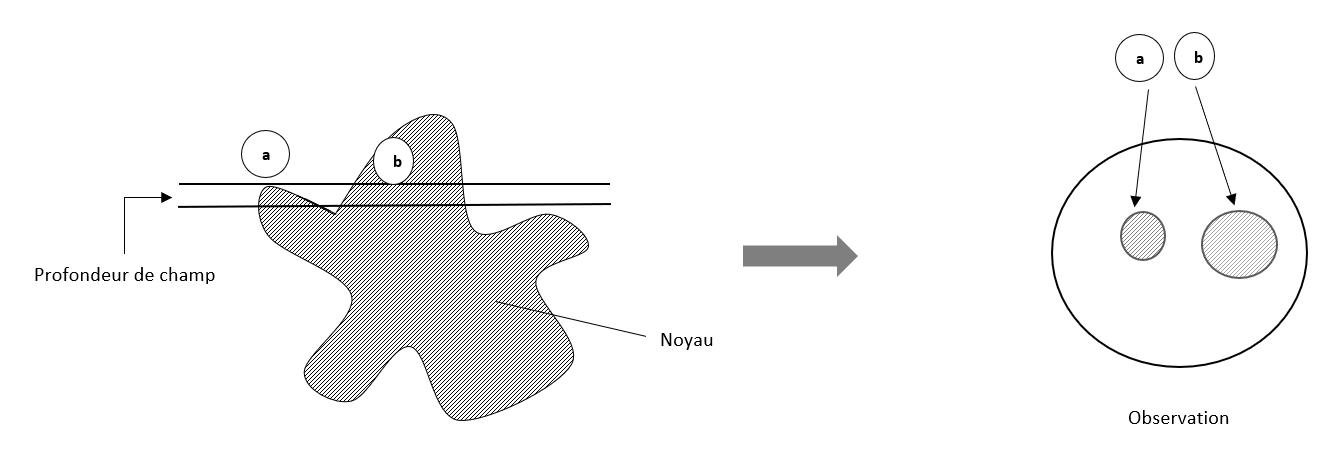 a
b
a
b
Profondeur de champ
Noyau
Observation